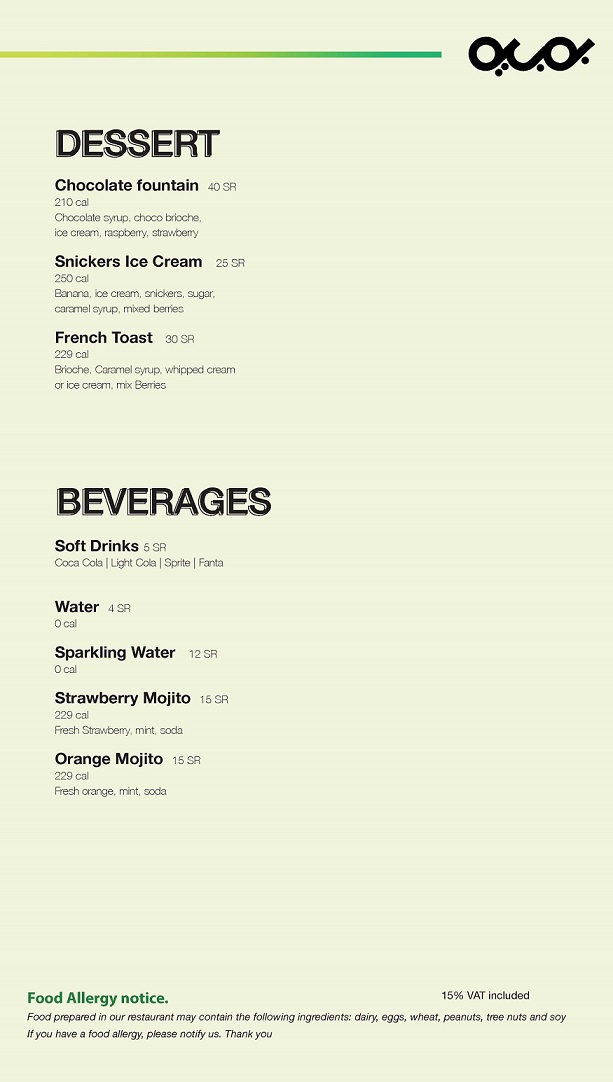 DESSERT
Chocolate fountain 40 SR
210 cal
Chocolate syrup, choco brioche,
ice cream, raspberry, strawberry
Snickers Ice Cream 25 SR
250 cal
Banana, ice cream, snickers, sugar,
caramel syrup, mixed berries
French Toast 30 SR
229 cal
Brioche, Caramel syrup, whipped cream
or ice cream, mix Berries
BEVERAGES
Soft Drinks 5 SR
Coca Cola | Light Cola | Sprite | Fanta
Water 4 SR
0 cal
Sparkling Water 12 SR
0 cal
Strawberry Mojito 15 SR
229 cal
Fresh Strawberry, mint, soda
Orange Mojito 15 SR
229 cal
Fresh orange, mint, soda
Food Allergy notice. 15% VAT included
Food prepared in our restaurant may contain the following ingredients: dairy, eggs, wheat, peanuts, tree nuts and soy
If you have a food allergy, please notify us. Thank you